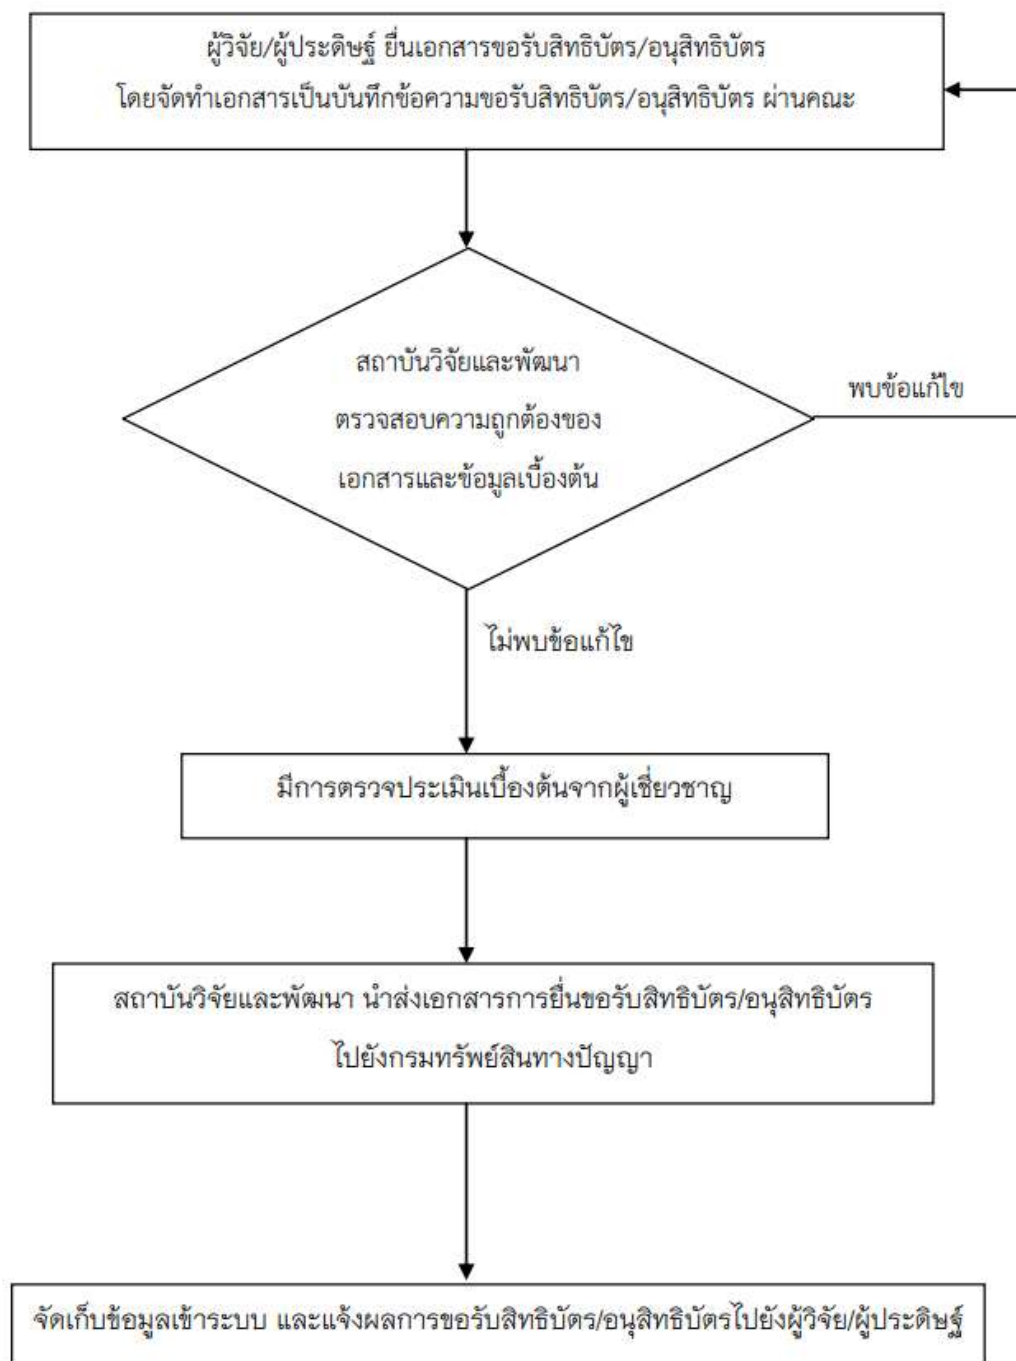 ผู้วิจัย/ผู้ประดิษฐ์ ยื่นเอกสารขอรับสิทธิบัตร/อนุสิทธิบัตร
โดยจัดทำเอกสารเป็นบันทึกข้อความขอรับสิทธิบัตร/อนุสิทธิบัตร ผ่านคณะ
สถาบันวิจัยและพัฒนา
ตรวจสอบความถูกต้องของ
เอกสารและข้อมูลเบื้องต้น
พบข้อแก้ไข
ไม่พบข้อแก้ไข
มีการตรวจประเมินเบื้องต้นจากผู้เชี่ยวชาญ
สถาบันวิจัยและพัฒนา นำส่งเอกสารการยื่นขอรับสิทธิบัตร/อนุสิทธิบัตร
ไปยังกรมทรัพย์สินทางปัญญา
จัดเก็บข้อมูลเข้าระบบ และแจ้งผลการขอรับสิทธิบัตร/อนุสิทธิบัตรไปยังผู้วิจัย/ผู้ประดิษฐ์